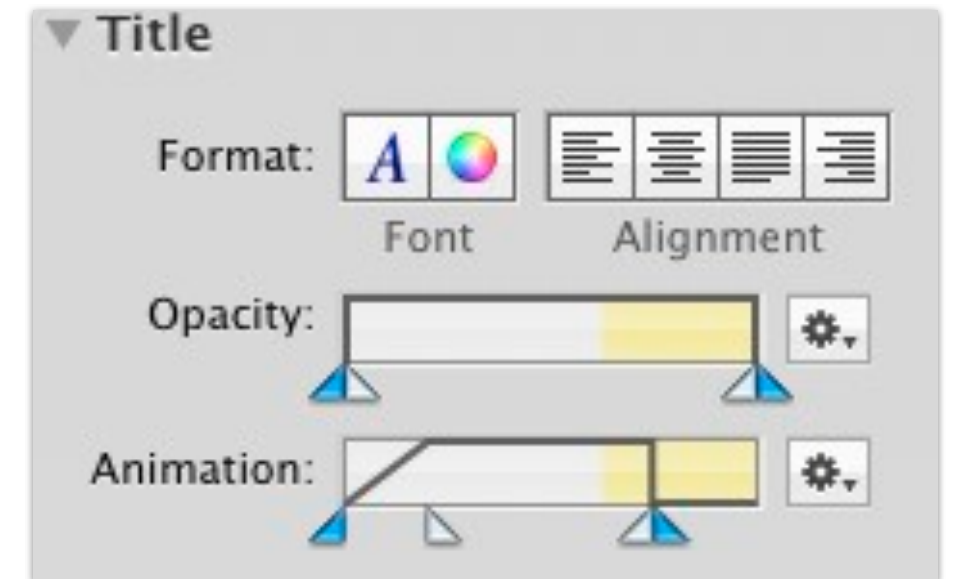 Title
Format: A
Font Alignment
Opacity:
Animation: